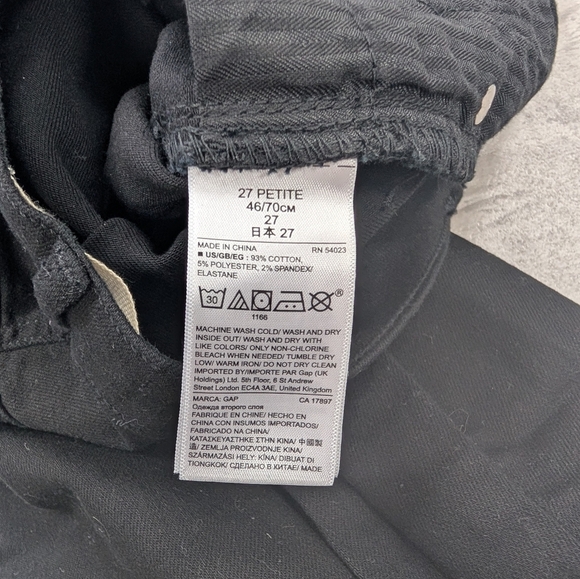 27 PETITE
46/70CM
27
日本 27
MADE IN CHINA RN 54023
■ US/GB/EG : 93% COTTON,
5% POLYESTER, 2% SPANDEX/
ELASTANE
30 ®
1166
MACHINE WASH COLD/ WASH AND DRY
INSIDE OUT/ WASH AND DRY WITH
LIKE COLORS/ ONLY NON-CHLORINE
BLEACH WHEN NEEDED/ TUMBLE DRY
LOW/ WARM IRON/ DO NOT DRY CLEAN
IMPORTED BY/IMPORTE PAR Gap (UK
Holdings) Ltd. 5th Floor, 6 St Andrew
Street London EC4A 3AE, United Kingdom
MARCA: GAP CA 17897
Одежда второго слоя
FABRIQUE EN CHINE/ HECHO EN
CHINA CON INSUMOS IMPORTADOS/
FABRICADO NA CHINA/
ΚΑΤΑΣΚΕΥΑΣΤΗΚΕ ΣΤΗΝ ΚΙΝΑ/ 中國製
造/ ZEMLJA PROIZVODNJE KINA/
SZÁRMAZÁSI HELY: KÍNA/ DIBUAT DI
TIONGKOK/ СДЕЛАНО В КИТАЕ/ MADE